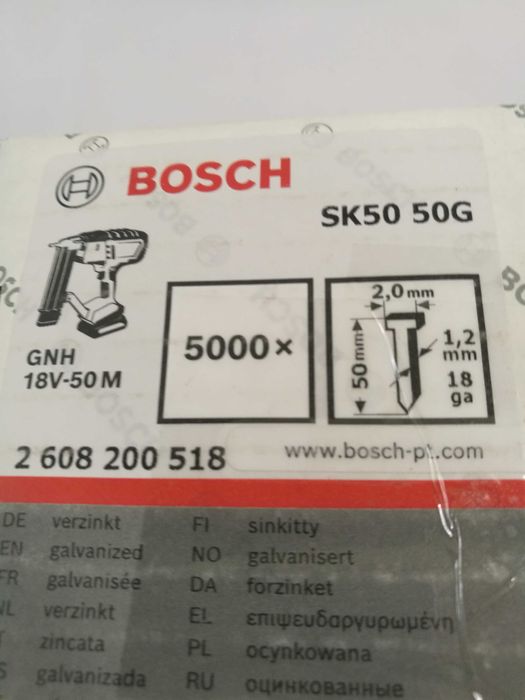 BOSCH
SK50 50G
GNH
18V-50 M
5000×
2,0 mm
50 mm
1,2
mm
18
ga
2 608 200 518
www.bosch-pt.com
DE verzinkt
EN galvanized
FR galvanisée
NL verzinkt
zincata
galvanizada
FI sinkitty
NO galvanisert
DA forzinket
EL επιψευδαργυρωμένη
PL ocynkowana
RU оцинкованные